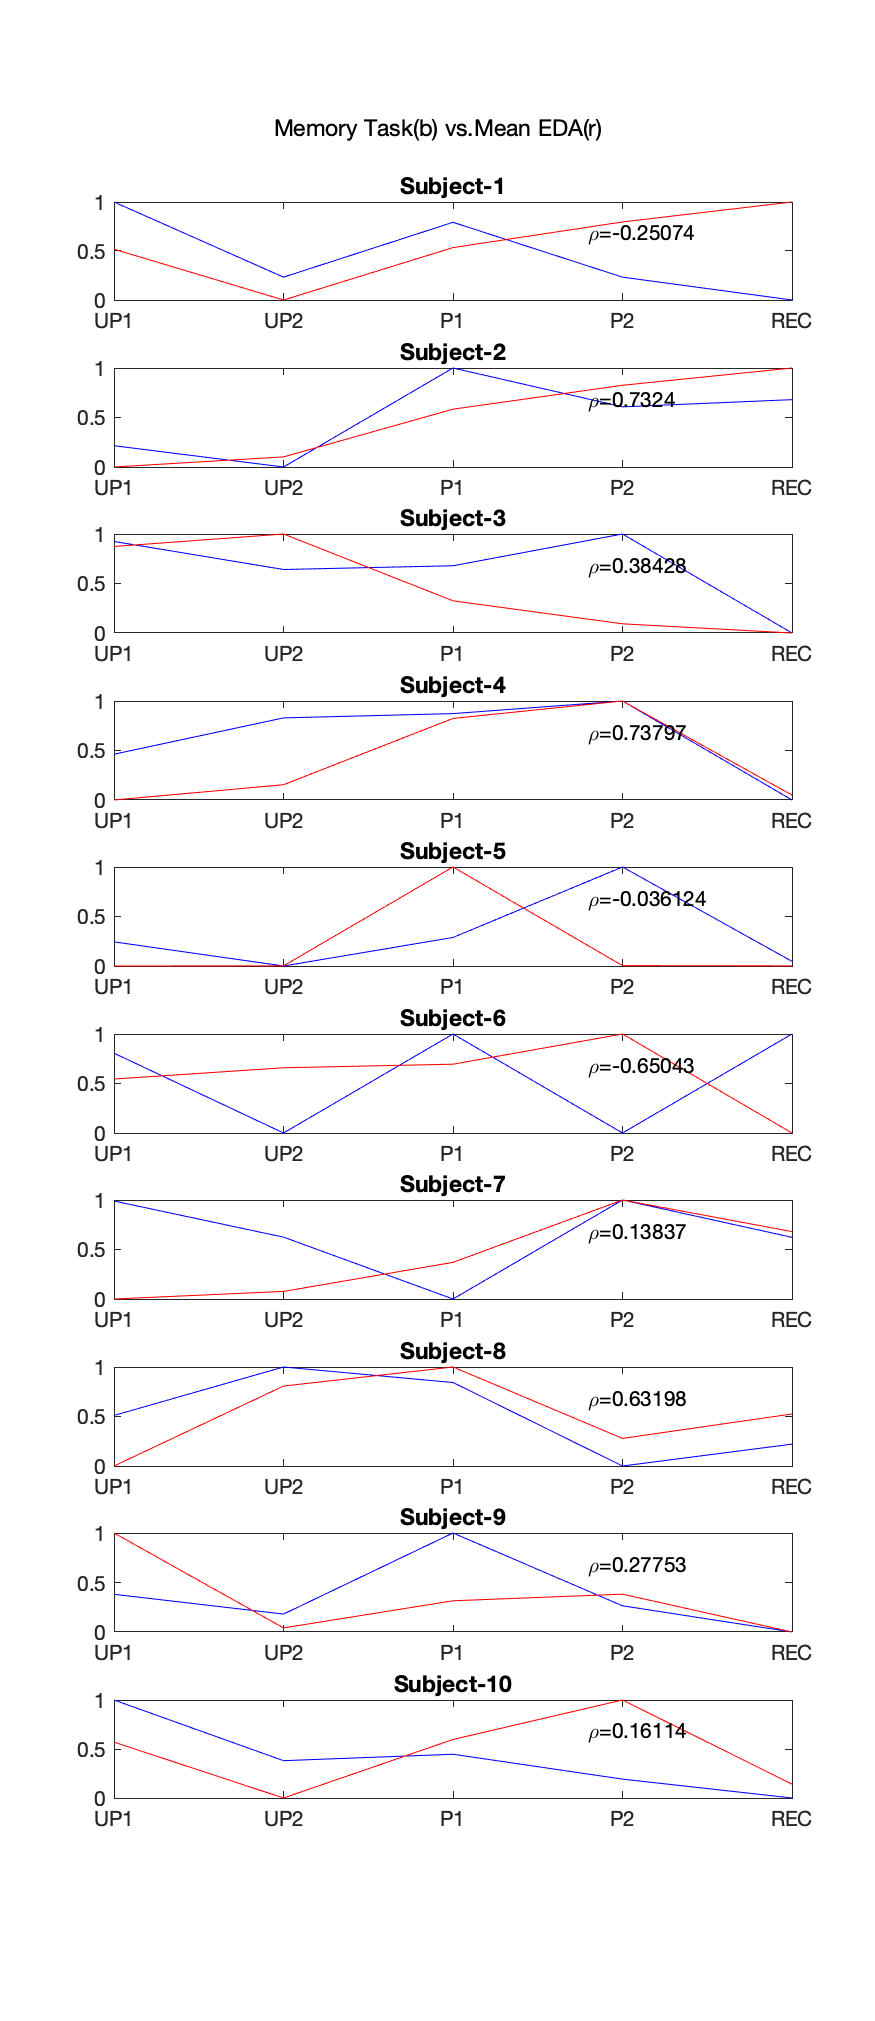 Memory Task(b) vs.Mean EDA(r)
Subject-1
1
ρ=-0.25074
0.5
0
UP1 UP2 P1 P2 REC
Subject-2
1
ρ=0.7324
0.5
0
UP1 UP2 P1 P2 REC
Subject-3
1
ρ=0.38428
0.5
0
UP1 UP2 P1 P2 REC
Subject-4
1
ρ=0.73797
0.5
0
UP1 UP2 P1 P2 REC
Subject-5
1
ρ=-0.036124
0.5
0
UP1 UP2 P1 P2 REC
Subject-6
1
ρ=-0.65043
0.5
0
UP1 UP2 P1 P2 REC
Subject-7
1
ρ=0.13837
0.5
0
UP1 UP2 P1 P2 REC
Subject-8
1
ρ=0.63198
0.5
0
UP1 UP2 P1 P2 REC
Subject-9
1
ρ=0.27753
0.5
0
UP1 UP2 P1 P2 REC
Subject-10
1
ρ=0.16114
0.5
0
UP1 UP2 P1 P2 REC